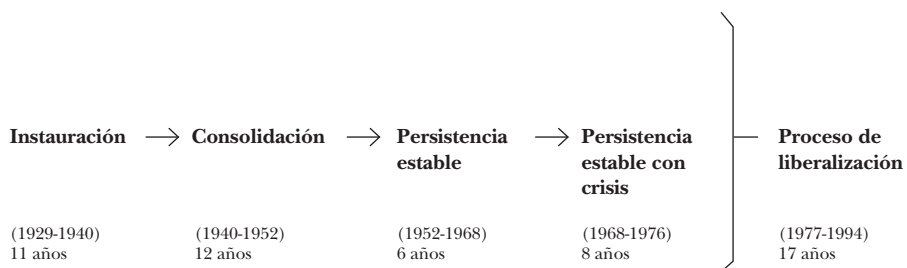 Instauración
Consolidación
Persistencia
estable
Persistencia
estable con
crisis
Proceso de
liberalización
(1929-1940)
11 años
(1940-1952)
12 años
(1952-1968)
6 años
(1968-1976)
8 años
(1977-1994)
17 años